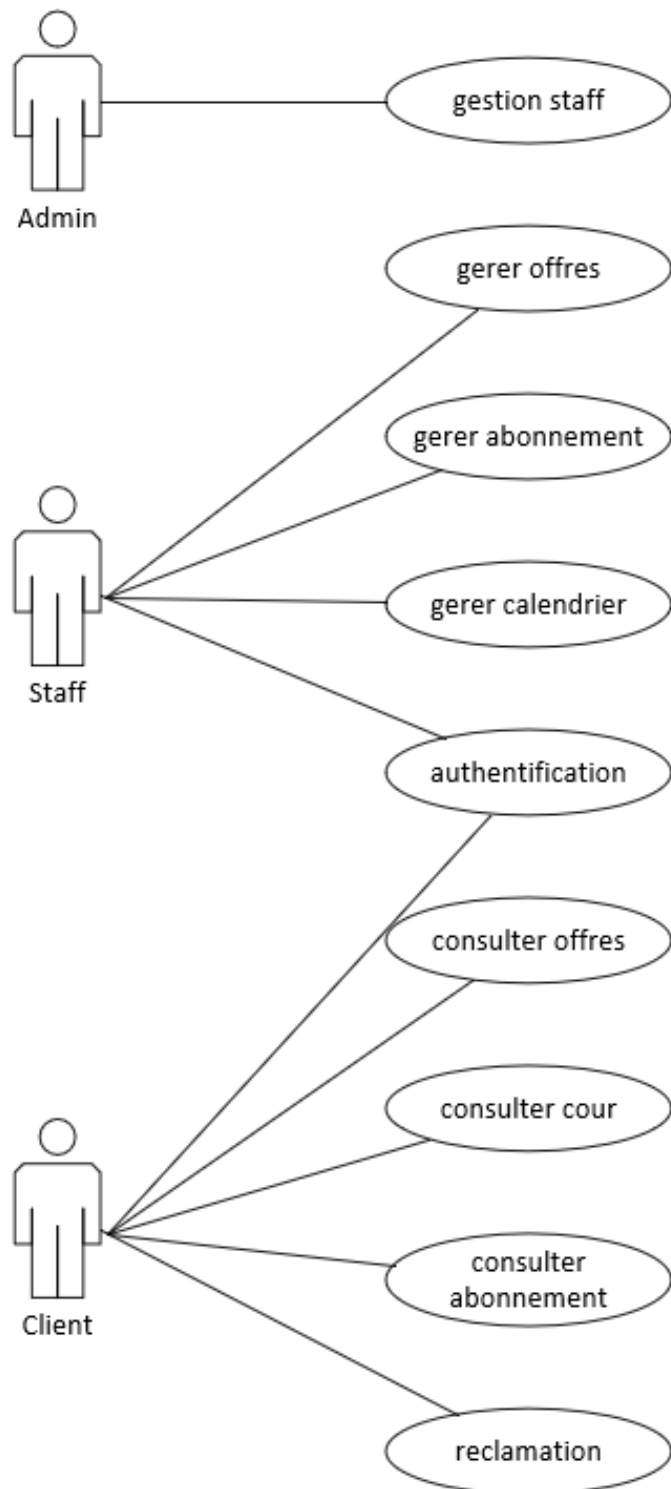 gestion staff
Admin
gerer offres
gerer abonnement
gerer calendrier
Staff
authentification
consulter offres
consulter cour
consulter
abonnement
Client
reclamation